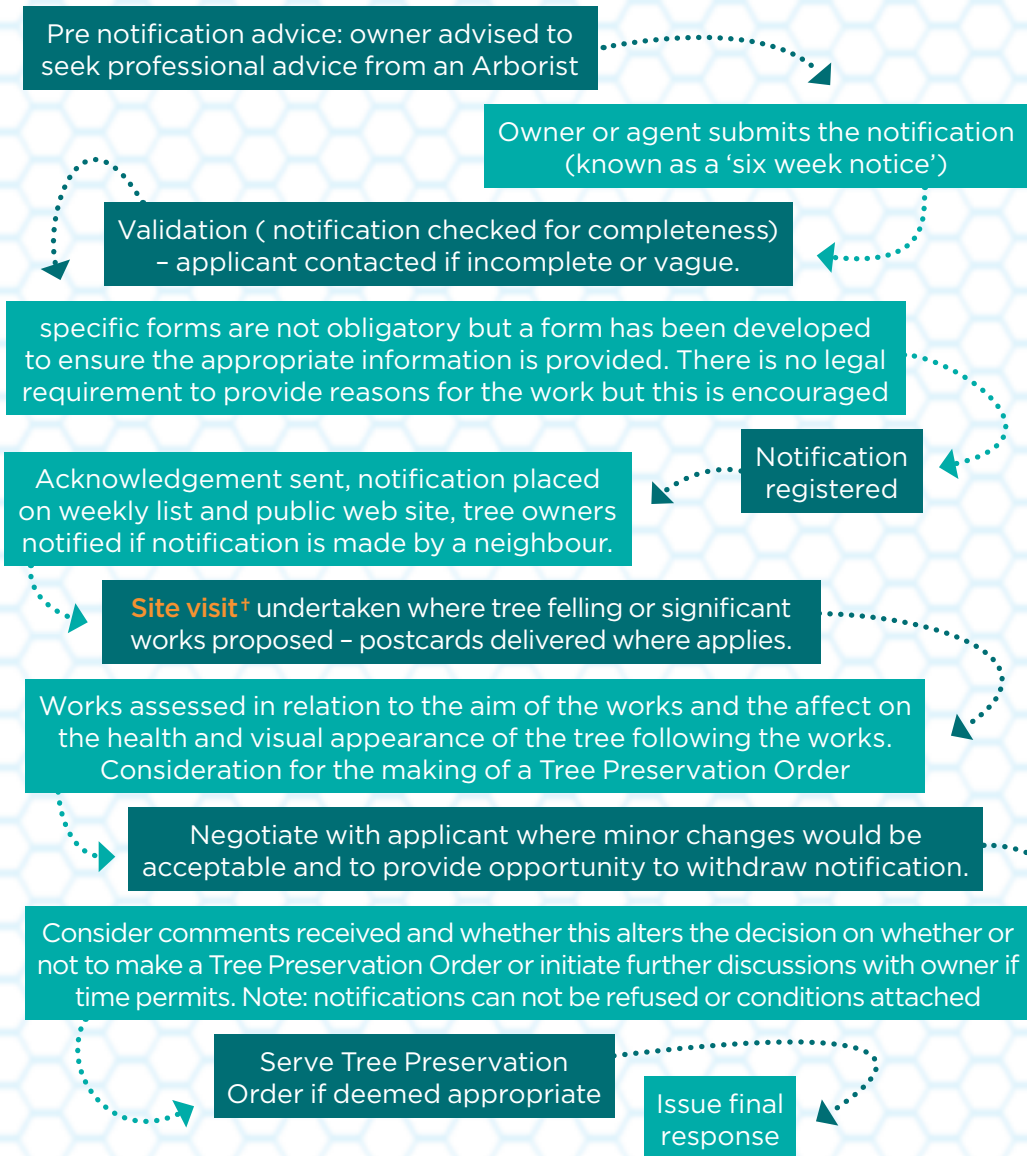 Pre notification advice: owner advised to
seek professional advice from an Arborist
Owner or agent submits the notification
(known as a ‘six week notice’)
Validation ( notification checked for completeness)
– applicant contacted if incomplete or vague.
specific forms are not obligatory but a form has been developed
to ensure the appropriate information is provided. There is no legal
requirement to provide reasons for the work but this is encouraged
Notification
registered
Acknowledgement sent, notification placed
on weekly list and public web site, tree owners
notified if notification is made by a neighbour.
Site visit† undertaken where tree felling or significant
works proposed – postcards delivered where applies.
Works assessed in relation to the aim of the works and the affect on
the health and visual appearance of the tree following the works.
Consideration for the making of a Tree Preservation Order
Negotiate with applicant where minor changes would be
acceptable and to provide opportunity to withdraw notification.
Consider comments received and whether this alters the decision on whether or
not to make a Tree Preservation Order or initiate further discussions with owner if
time permits. Note: notifications can not be refused or conditions attached
Serve Tree Preservation
Order if deemed appropriate
Issue final
response